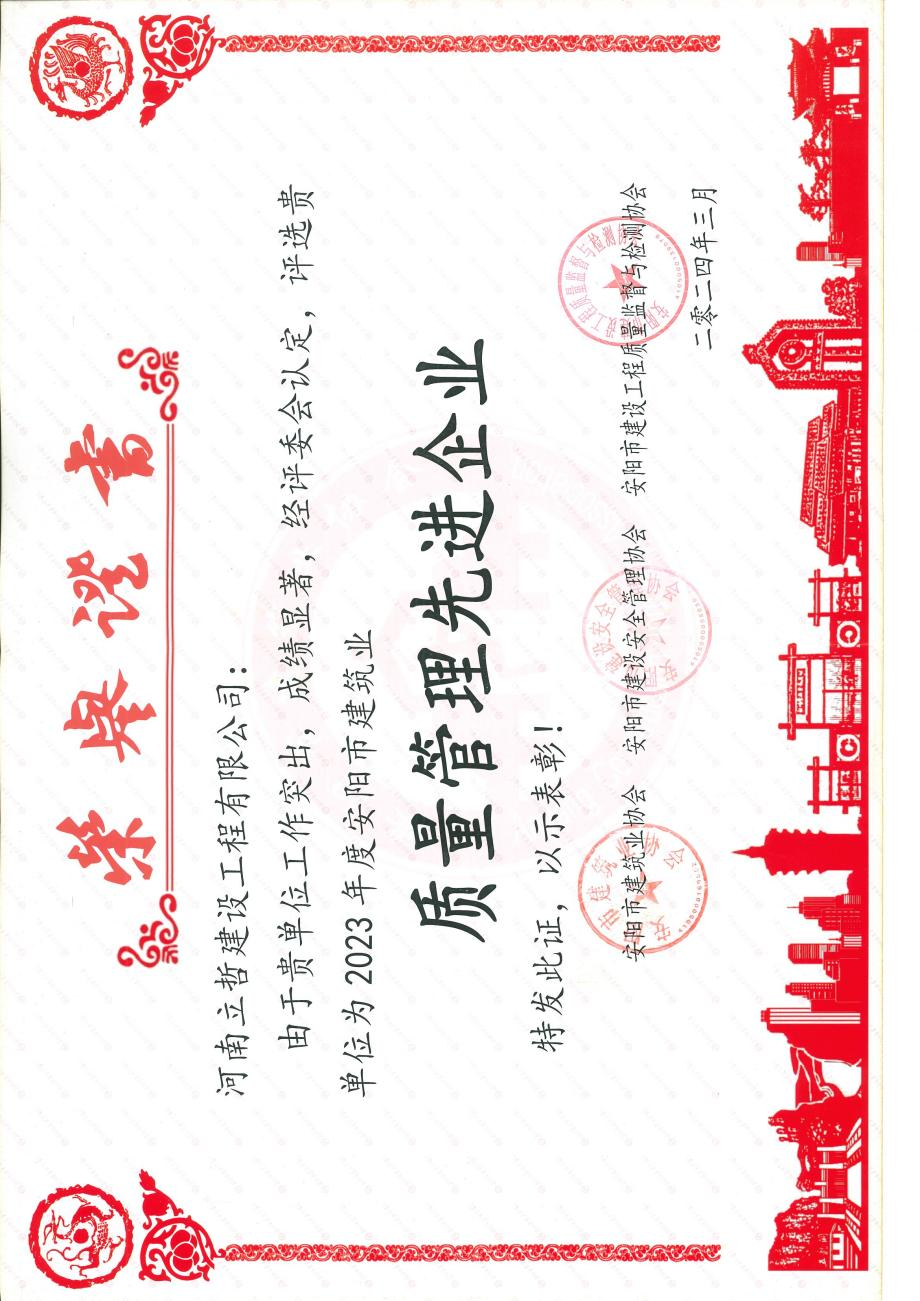 荣誉證書
河南立哲建设工程有限公司：
由于贵单位工作突出，成绩显著，经评委会认定，评选贵
单位为2023年度安阳市建筑业
质量管理先进企业
特发此证，以示表彰！
安阳市建筑业协会 安阳市建设安全管理协会 安阳市建设工程质量监督与检测协会
二零二四年三月